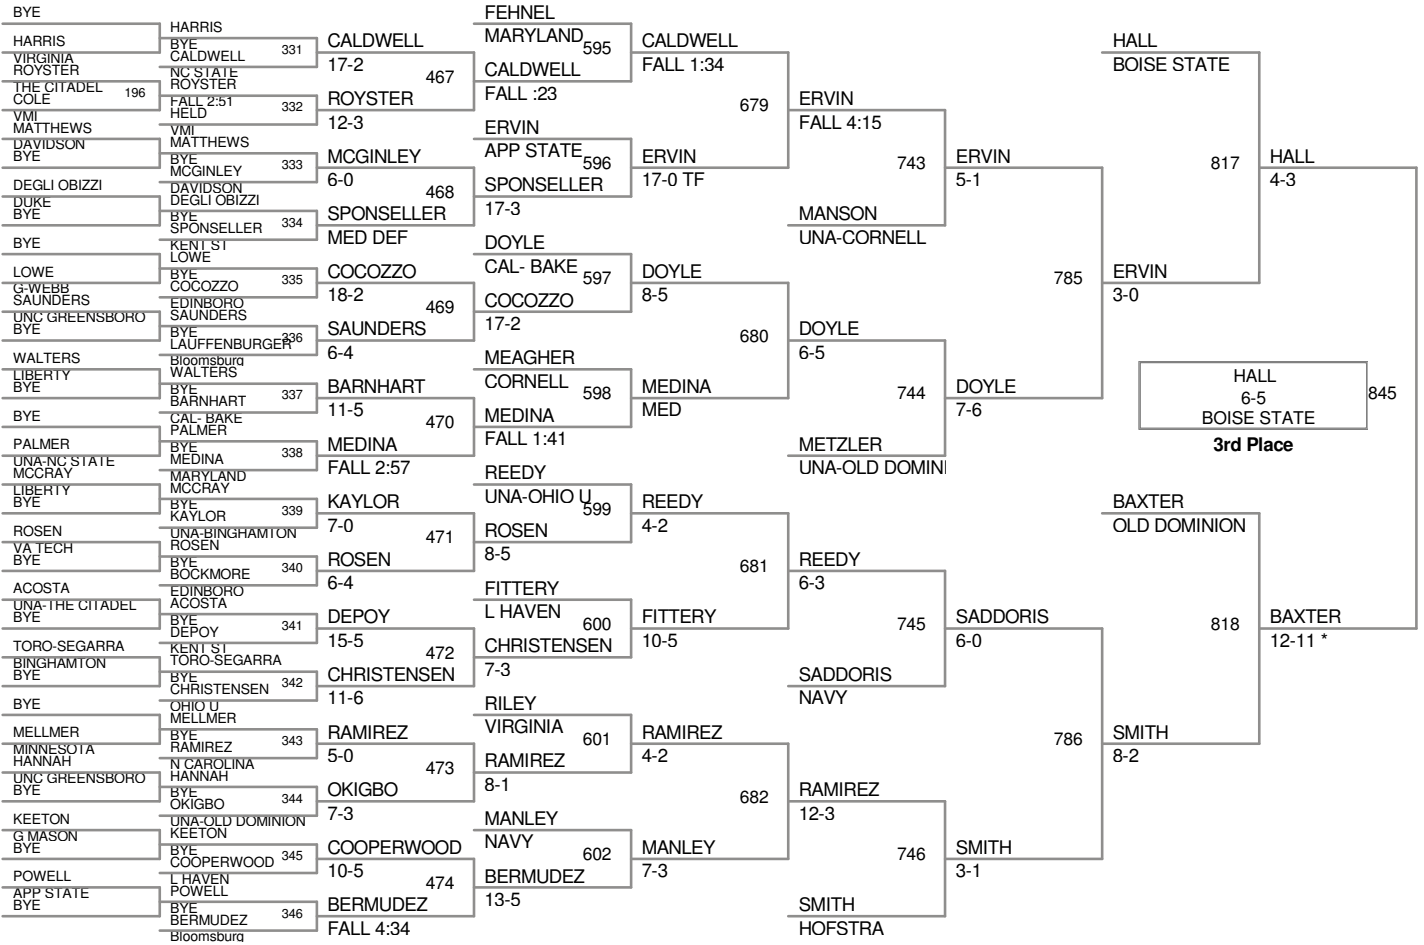 BYE
HARRIS
VIRGINIA
ROYSTER
THE CITADEL
COLE
196
VMI
MATTHEWS
DAVIDSON
BYE
DEGLI OBIZZI
DUKE
BYE
BYE
LOWE
G-WEBB
SAUNDERS
UNC GREENSBORO
BYE
WALTERS
LIBERTY
BYE
BYE
PALMER
UNA-NC STATE
MCCRAY
LIBERTY
BYE
ROSEN
VA TECH
BYE
ACOSTA
UNA-THE CITADEL
BYE
TORO-SEGARRA
BINGHAMTON
BYE
BYE
MELLMER
MINNESOTA
HANNAH
UNC GREENSBORO
BYE
KEETON
G MASON
BYE
POWELL
APP STATE
BYE
HARRIS
BYE
CALDWELL
331
NC STATE
ROYSTER
FALL 2:51
HELD
332
VMI
MATTHEWS
BYE
MCGINLEY
333
DAVIDSON
DEGLI OBIZZI
BYE
SPONSELLER
334
KENT ST
LOWE
BYE
COCOZZO
335
EDINBORO
SAUNDERS
BYE
LAUFFENBURGER
336
Bloomsburg
WALTERS
BYE
BARNHART
337
CAL- BAKE
PALMER
BYE
MEDINA
338
MARYLAND
MCCRAY
BYE
KAYLOR
339
UNA-BINGHAMTON
ROSEN
BYE
BOCKMORE
340
EDINBORO
ACOSTA
BYE
DEPOY
341
KENT ST
TORO-SEGARRA
BYE
CHRISTENSEN
342
OHIO U
MELLMER
BYE
RAMIREZ
343
N CAROLINA
HANNAH
BYE
OKIGBO
344
UNA-OLD DOMINION
KEETON
BYE
COOPERWOOD
345
L HAVEN
POWELL
BYE
BERMUDEZ
346
Bloomsburg
CALDWELL
17-2
467
ROYSTER
12-3
MCGINLEY
6-0
468
SPONSELLER
MED DEF
COCOZZO
18-2
469
SAUNDERS
6-4
BARNHART
11-5
470
MEDINA
FALL 2:57
KAYLOR
7-0
471
ROSEN
6-4
DEPOY
15-5
472
CHRISTENSEN
11-6
RAMIREZ
5-0
473
OKIGBO
7-3
COOPERWOOD
10-5
474
BERMUDEZ
FALL 4:34
FEHNEL
MARYLAND
595
CALDWELL
FALL :23
ERVIN
APP STATE
596
SPONSELLER
17-3
DOYLE
CAL- BAKE
597
COCOZZO
17-2
MEAGHER
CORNELL
598
MEDINA
FALL 1:41
REEDY
UNA-OHIO U
599
ROSEN
8-5
FITTERY
L HAVEN
600
CHRISTENSEN
7-3
RILEY
VIRGINIA
601
RAMIREZ
8-1
MANLEY
NAVY
602
BERMUDEZ
13-5
CALDWELL
FALL 1:34
679
ERVIN
17-0 TF
DOYLE
8-5
680
MEDINA
MED
REEDY
4-2
681
FITTERY
10-5
RAMIREZ
4-2
682
MANLEY
7-3
ERVIN
FALL 4:15
743
MANSON
UNA-CORNELL
DOYLE
6-5
744
METZLER
UNA-OLD DOMINI
REEDY
6-3
745
SADDORIS
NAVY
RAMIREZ
12-3
746
SMITH
HOFSTRA
ERVIN
5-1
785
DOYLE
7-6
SADDORIS
6-0
786
SMITH
3-1
HALL
BOISE STATE
817
ERVIN
3-0
BAXTER
OLD DOMINION
818
SMITH
8-2
HALL
4-3
BAXTER
12-11 *
HALL
6-5
BOISE STATE
845
3rd Place